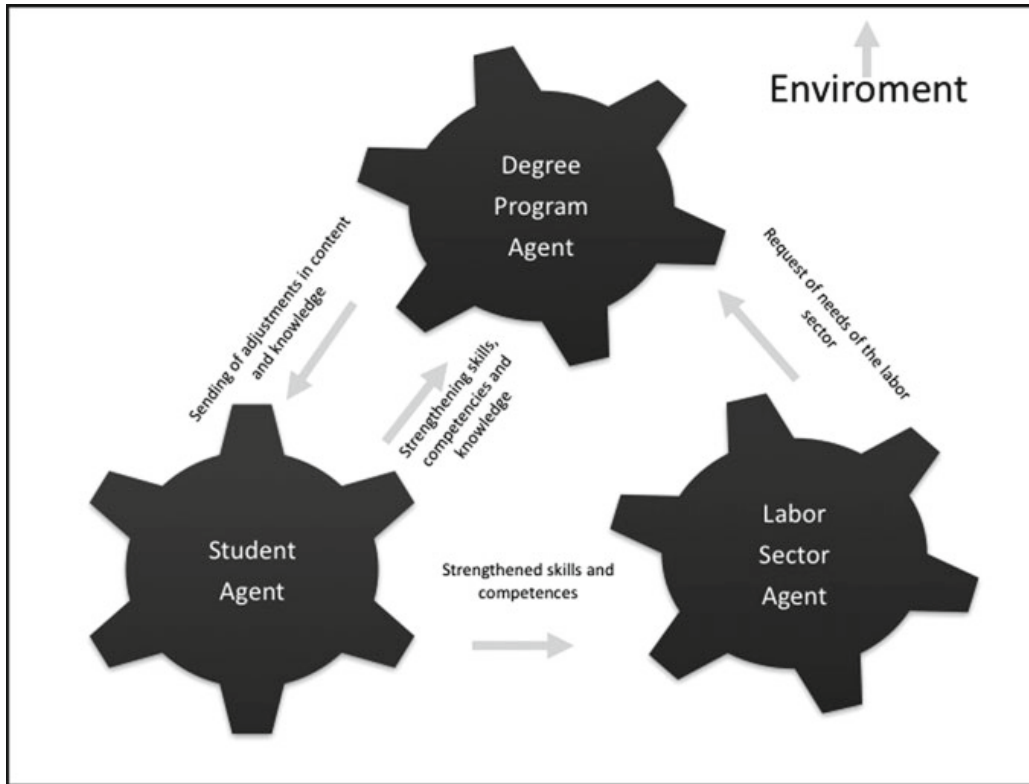 Enviroment
Degree
Program
Agent
Sending of adjustments in content
and knowledge
Strengthening skills,
competencies and
knowledge
Request of needs of the labor
sector
Student
Agent
Strengthened skills and
competences
Labor
Sector
Agent